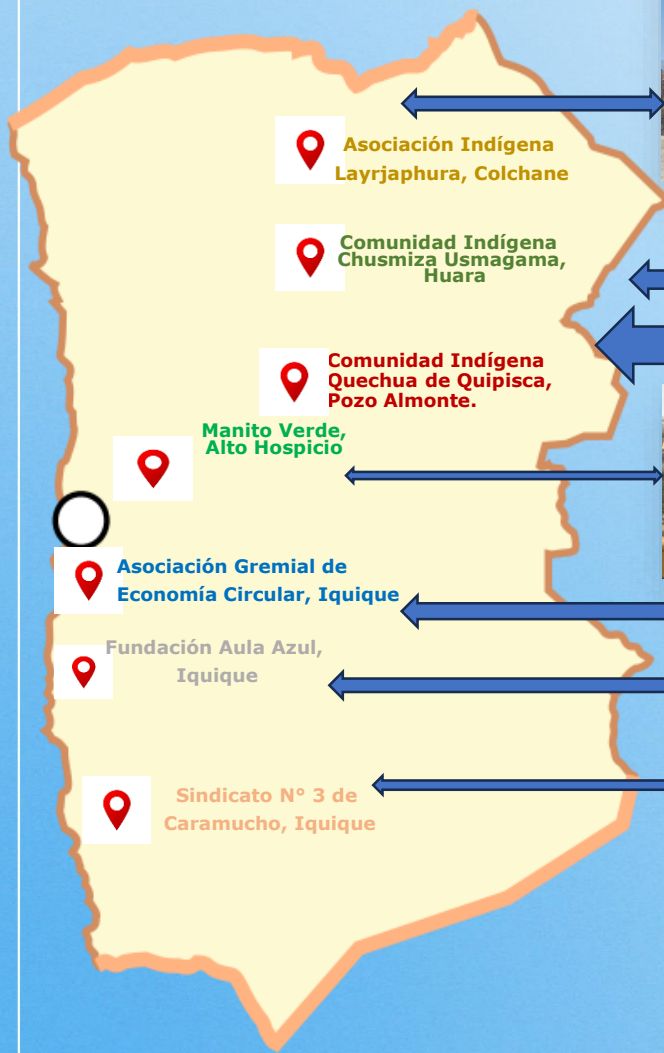 Asociación Indígena
Layrjaphura, Colchane
Comunidad Indígena
Chusmiza Usmagama,
Huara
Comunidad Indígena
Quechua de Quipisca,
Pozo Almonte.
Manito Verde,
Alto Hospicio
Asociación Gremial de
Economía Circular, Iquique
Fundación Aula Azul,
Iquique
Sindicato N° 3 de
Caramucho, Iquique